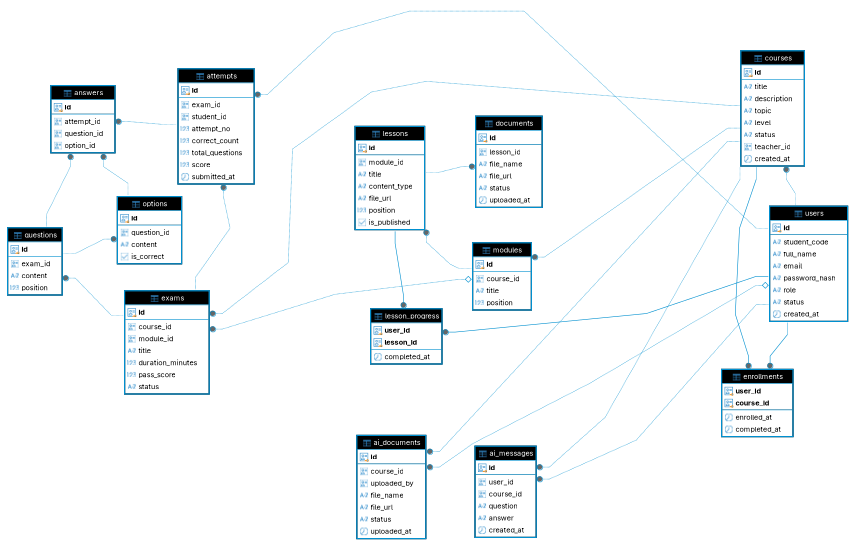 answers
id
attempt_id
question_id
option_id
attempts
id
exam_id
student_id
attempt_no
correct_count
total_questions
score
submitted_at
options
id
question_id
content
is_correct
questions
id
exam_id
content
position
exams
id
course_id
module_id
title
duration_minutes
pass_score
status
lessons
id
module_id
title
content_type
file_url
position
is_published
documents
id
lesson_id
file_name
file_url
status
uploaded_at
modules
id
course_id
title
position
lesson_progress
user_id
lesson_id
completed_at
courses
id
title
description
topic
level
status
teacher_id
created_at
users
id
student_code
full_name
email
password_hash
role
status
created_at
enrollments
user_id
course_id
enrolled_at
completed_at
ai_documents
id
course_id
uploaded_by
file_name
file_url
status
uploaded_at
ai_messages
id
user_id
course_id
question
answer
created_at